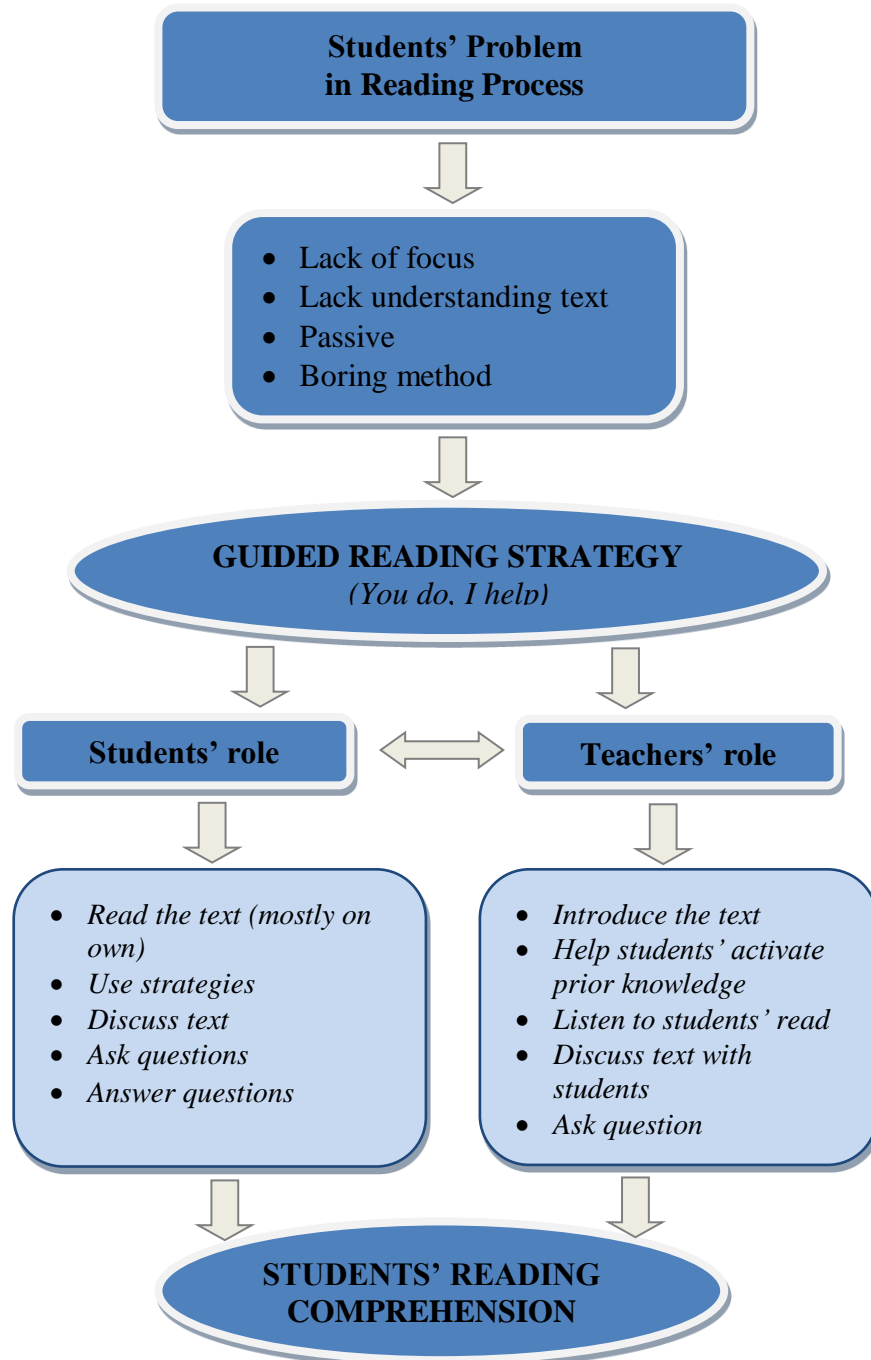 Students’ Problem
in Reading Process
• Lack of focus
• Lack understanding text
• Passive
• Boring method
GUIDED READING STRATEGY
(You do, I help)
Students’ role
Teachers’ role
• Read the text (mostly on
own)
• Use strategies
• Discuss text
• Ask questions
• Answer questions
• Introduce the text
• Help students’ activate
prior knowledge
• Listen to students’ read
• Discuss text with
students
• Ask question
STUDENTS’ READING
COMPREHENSION